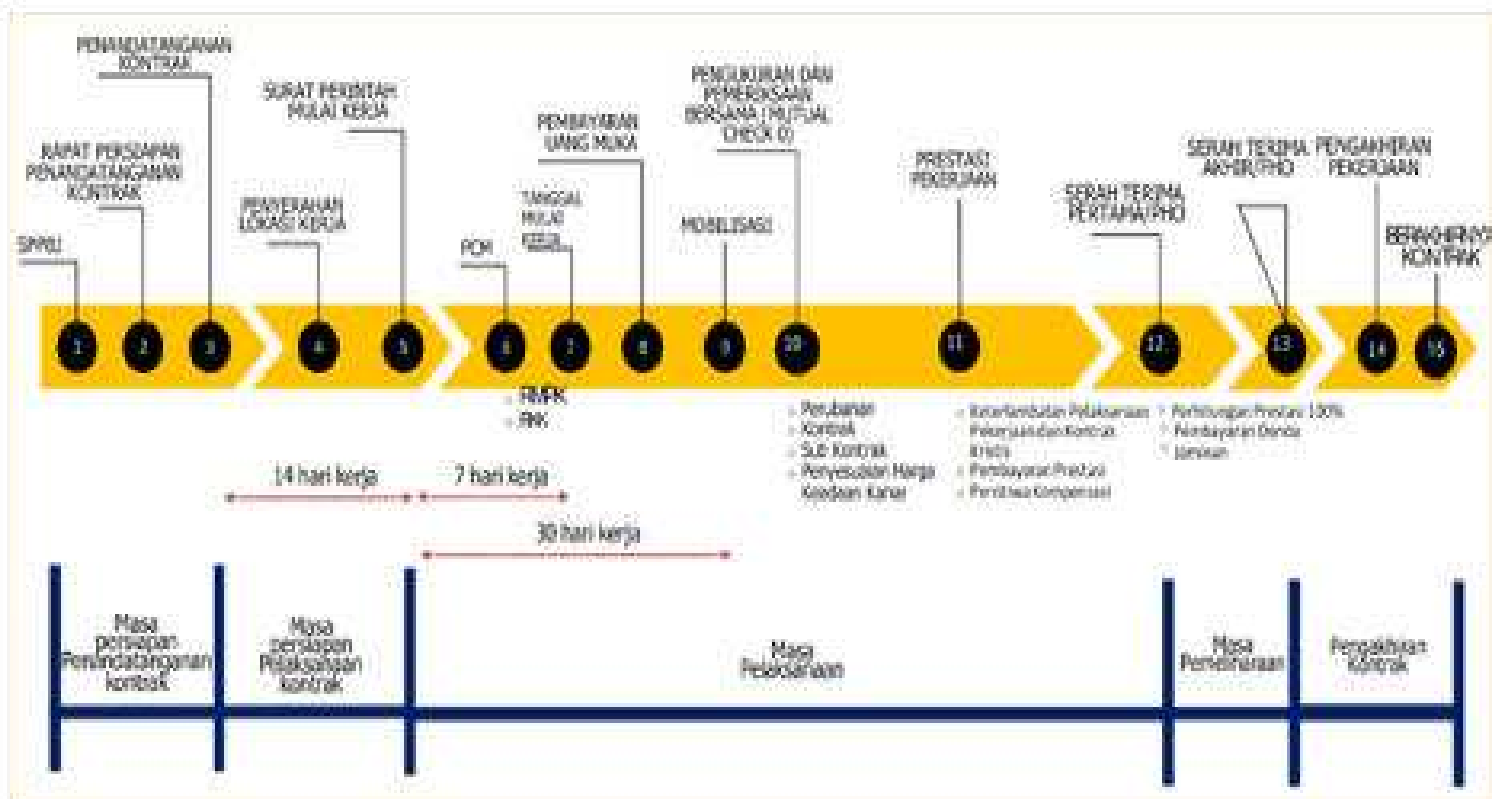 PENANDATANGANAN
KONTRAK
RAPAT PERSIAPAN
PENANDATANGANAN
KONTRAK
SURAT PERINTAH
MULAI KERJA
PENYERAHAN
LOKASI KERJA
PCM
TANGGAL
MULAI
KERJA
PEMBAYARAN
UANG MUKA
MOBILISASI
PENGUKURAN DAN
PEMERIKSAAN
BERSAMA (MUTUAL
CHECK 0)
PRESTASI
PEKERJAAN
SERAH TERIMA
PERTAMA/PHO
SERAH TERIMA
AKHIR/FHO
PENGAKHIRAN
PEKERJAAN
BERAKHIRNYA
KONTRAK
1
2
3
4
5
6
7
8
9
10
11
12
13
14
15
Perubahan
Kontrak
Sub Kontrak
Penyesuaian Harga
Keadaan Kahar
Keterlambatan Pelaksanaan
Pekerjaan dan Kontrak
Kritis
Pembayaran Prestasi
Peristiwa Kompensasi
Perhitungan Prestasi 100%
Pembayaran Denda
Jaminan
14 hari kerja
7 hari kerja
30 hari kerja
Masa
persiapan
Penandatanganan
kontrak
Masa
persiapan
Pelaksanaan
kontrak
Masa
Pelaksanaan
Masa
Pemeliharaan
Pengakhiran
Kontrak